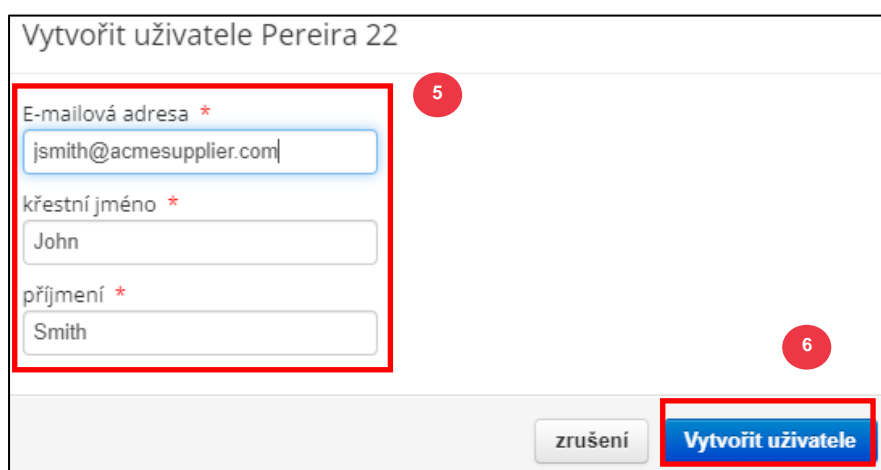 Vytvořit uživatele Pereira 22
5
E-mailová adresa *
jsmith@acmesupplier.com
křestní jméno *
John
příjmení *
Smith
6
zrušení
Vytvořit uživatele